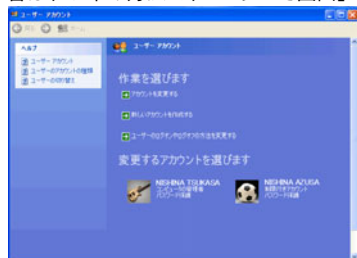 ユーザー アカウント
戻る
ホーム
ヘルプ
ユーザー アカウント
ユーザーのアカウントの種類
ユーザーの切り替え
ユーザー アカウント
作業を選びます
アカウントを変更する
新しいアカウントを作成する
ユーザーのログオンやログオフの方法を変更する
変更するアカウントを選びます
NISHINA TSUKASA
コンピュータの管理者
パスワード保護
NISHINA AZUSA
制限付きアカウント
パスワード保護